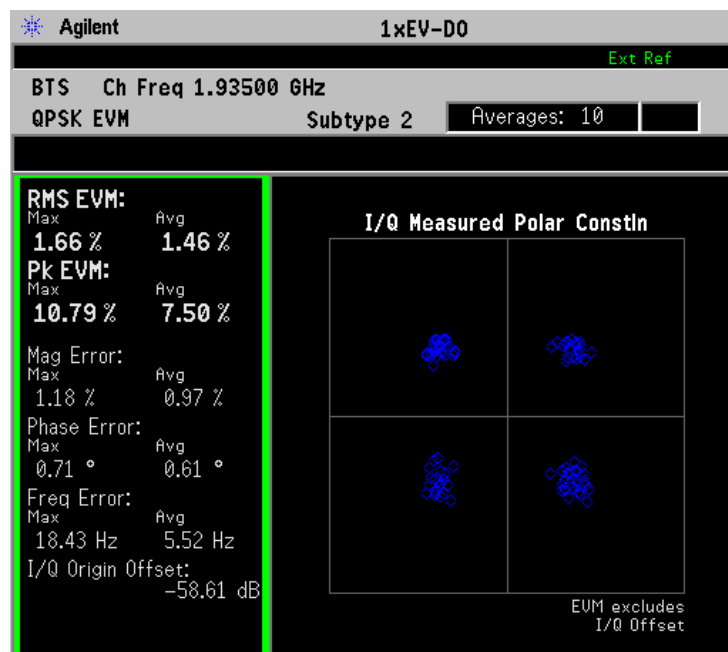 Agilent 1xEV-DO
Ext Ref
BTS Ch Freq 1.93500 GHz
QPSK EVM Subtype 2 Averages: 10
RMS EVM:
Max Avg
1.66 % 1.46 %
Pk EVM:
Max Avg
10.79 % 7.50 %
Mag Error:
Max Avg
1.18 % 0.97 %
Phase Error:
Max Avg
0.71 ° 0.61 °
Freq Error:
Max Avg
18.43 Hz 5.52 Hz
I/Q Origin Offset:
-58.61 dB
I/Q Measured Polar Constln
EVM excludes
I/Q Offset